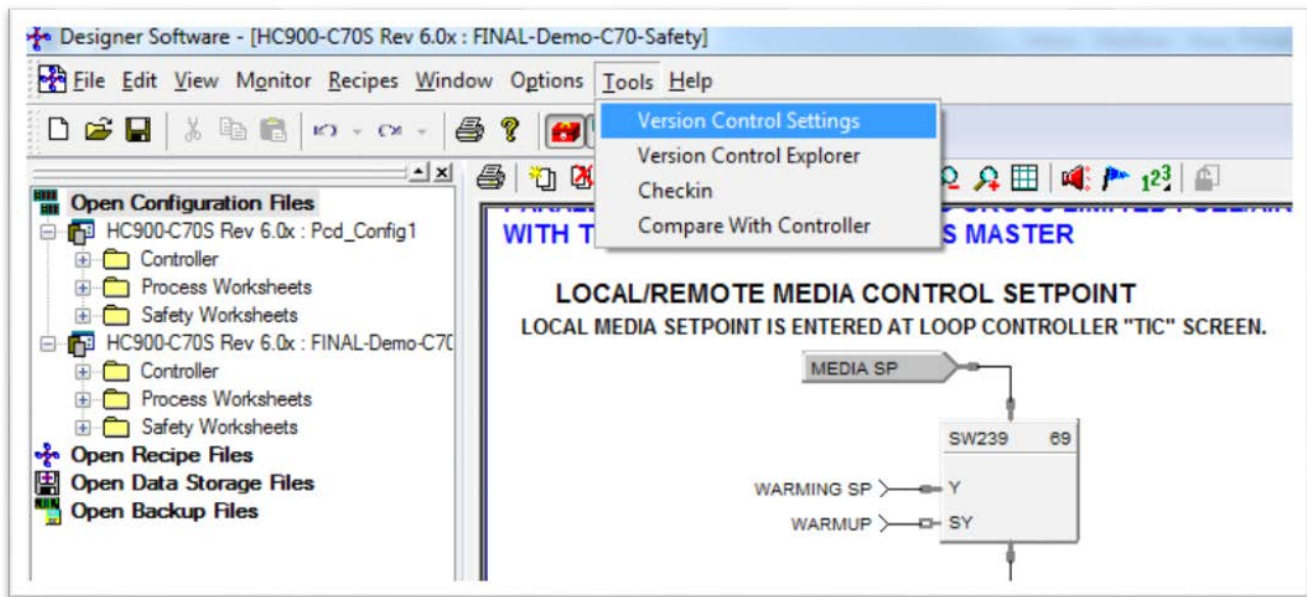 Designer Software - [HC900-C70S Rev 6.0x : FINAL-Demo-C70-Safety]
File Edit View Monitor Recipes Window Options Tools Help
Version Control Settings
Version Control Explorer
Checkin
Compare With Controller
Open Configuration Files
HC900-C70S Rev 6.0x : Pcd_Config1
Controller
Process Worksheets
Safety Worksheets
HC900-C70S Rev 6.0x : FINAL-Demo-C70
Controller
Process Worksheets
Safety Worksheets
Open Recipe Files
Open Data Storage Files
Open Backup Files
123
WITH T S MASTER
LOCAL/REMOTE MEDIA CONTROL SETPOINT
LOCAL MEDIA SETPOINT IS ENTERED AT LOOP CONTROLLER "TIC" SCREEN.
MEDIA SP
SW239 69
WARMING SP Y
WARMUP SY